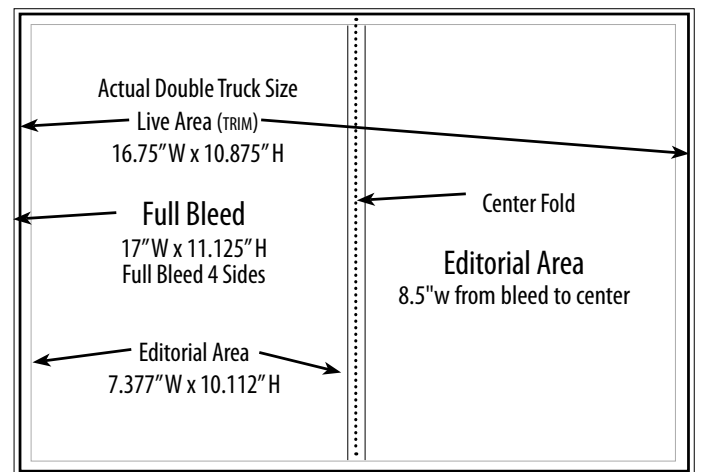 Actual Double Truck Size
Live Area (TRIM)
16.75″W x 10.875″H
Full Bleed
17″W x 11.125″H
Full Bleed 4 Sides
Editorial Area
7.377″W x 10.112″H
Center Fold
Editorial Area
8.5"w from bleed to center